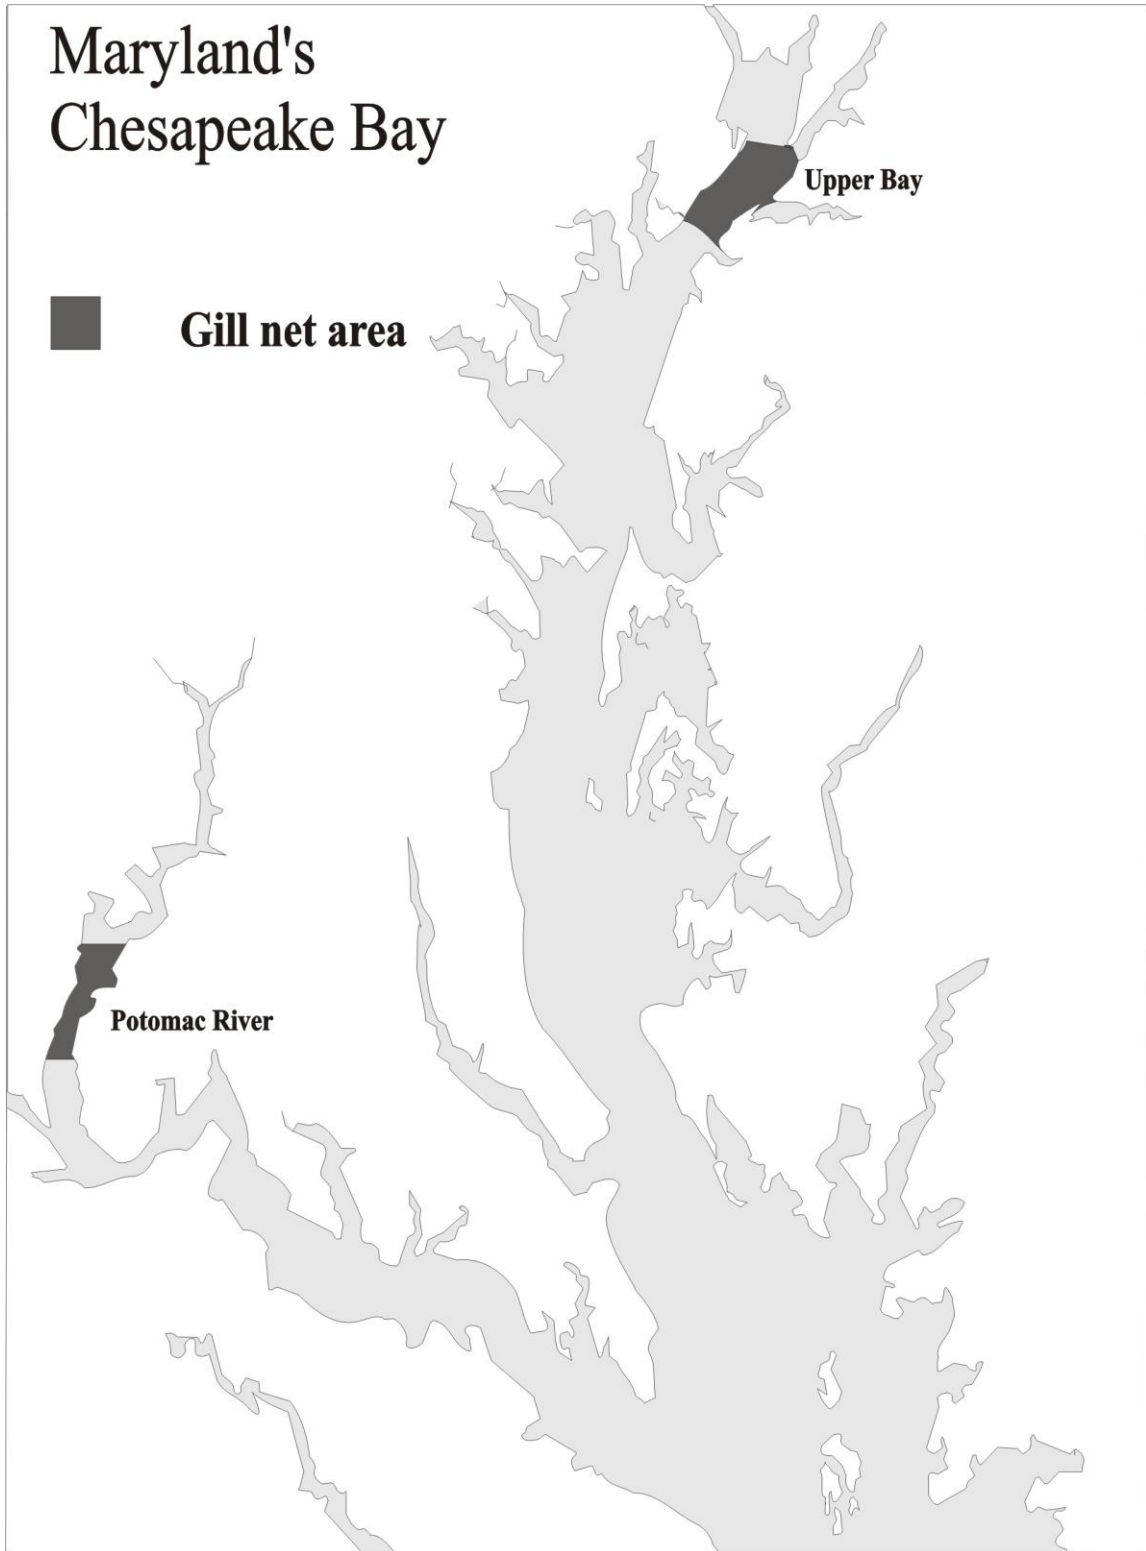 Maryland's
Chesapeake Bay
Upper Bay
Gill net area
Potomac River